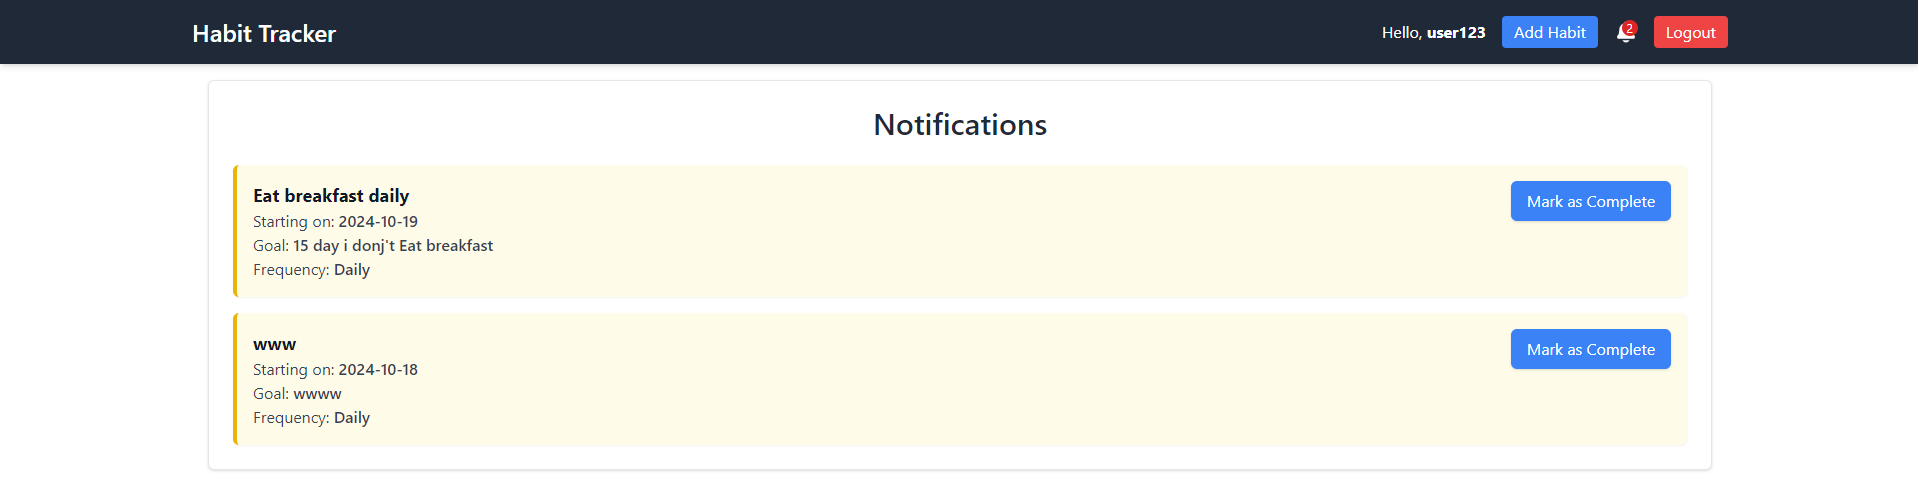 Habit Tracker
Hello, user123
Add Habit
2
Logout
Notifications
Eat breakfast daily
Mark as Complete
Starting on: 2024-10-19
Goal: 15 day i donj't Eat breakfast
Frequency: Daily
www
Mark as Complete
Starting on: 2024-10-18
Goal: wwww
Frequency: Daily